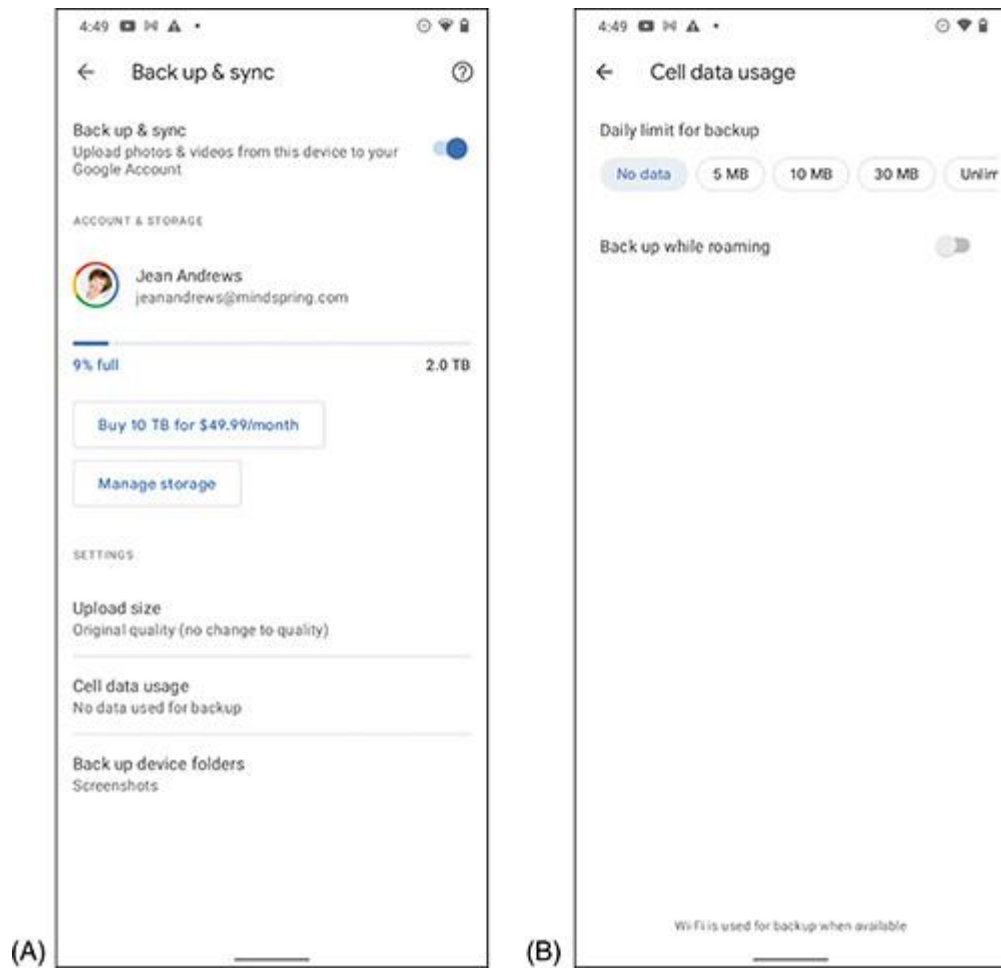 4:49
Back up & sync
Back up & sync
Upload photos & videos from this device to your
Google Account
ACCOUNT & STORAGE
Jean Andrews
jeanandrews@mindspring.com
9% full 2.0 TB
Buy 10 TB for $49.99/month
Manage storage
SETTINGS
Upload size
Original quality (no change to quality)
Cell data usage
No data used for backup
Back up device folders
Screenshots
(A)
4:49
Cell data usage
Daily limit for backup
No data 5 MB 10 MB 30 MB Unlim
Back up while roaming
Wi-Fi is used for backup when available
(B)